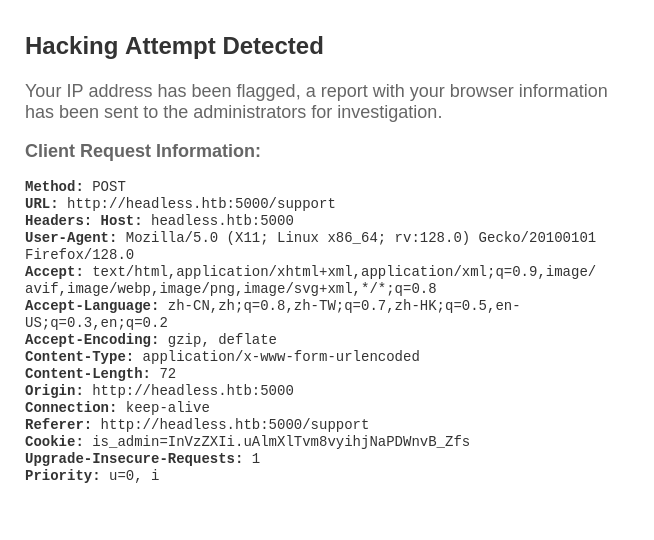 Hacking Attempt Detected
Your IP address has been flagged, a report with your browser information
has been sent to the administrators for investigation.
Client Request Information:
Method: POST
URL: http://headless.htb:5000/support
Headers: Host: headless.htb:5000
User-Agent: Mozilla/5.0 (X11; Linux x86_64; rv:128.0) Gecko/20100101
Firefox/128.0
Accept: text/html,application/xhtml+xml,application/xml;q=0.9,image/
avif,image/webp,image/png,image/svg+xml,*/*;q=0.8
Accept-Language: zh-CN,zh;q=0.8,zh-TW;q=0.7,zh-HK;q=0.5,en-
US;q=0.3,en;q=0.2
Accept-Encoding: gzip, deflate
Content-Type: application/x-www-form-urlencoded
Content-Length: 72
Origin: http://headless.htb:5000
Connection: keep-alive
Referer: http://headless.htb:5000/support
Cookie: is_admin=InVzZXIi.uAlmXlTvm8vyihjNaPDWnvB_Zfs
Upgrade-Insecure-Requests: 1
Priority: u=0, i